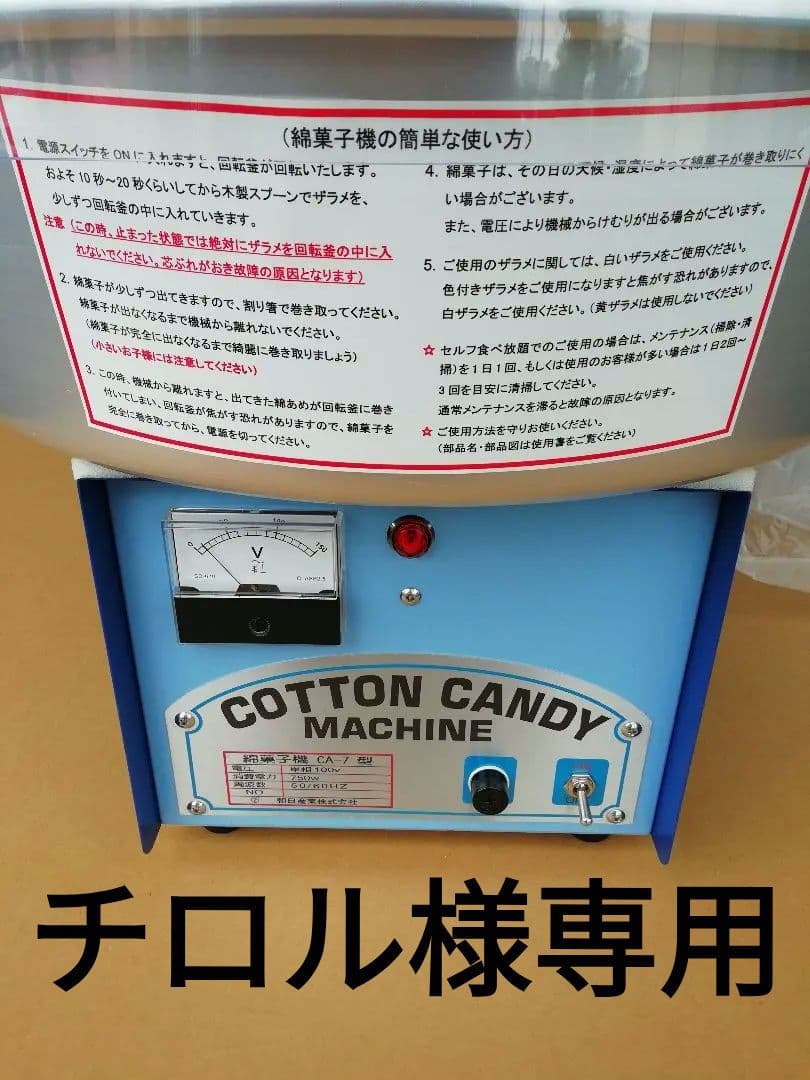 （綿菓子機の簡単な使い方）
1. 電源スイッチを ON に入れますと、回転釜が回転いたします。
およそ 10 秒～20 秒くらいしてから木製スプーンでザラメを、
少しずつ回転釜の中に入れていきます。
注意（この時、止まった状態では絶対にザラメを回転釜の中に入
れないでください。芯ぶれがおき故障の原因となります）
2. 綿菓子が少しずつ出てきますので、割り箸で巻き取ってください。
綿菓子が出なくなるまで機械から離れないでください。
（綿菓子が完全に出なくなるまで綺麗に巻き取りましょう）
（小さいお子様には注意してください）
3. この時、機械から離れますと、出てきた綿あめが回転釜に巻き
付いてしまい、回転釜が焦がす恐れがありますので、綿菓子を
完全に巻き取ってから、電源を切ってください。
4. 綿菓子は、その日の天候・湿度によって綿菓子が巻き取りにく
い場合がございます。
また、電圧により機械からけむりが出る場合がございます。
5. ご使用のザラメに関しては、白いザラメをご使用ください。
色付きザラメをご使用になりますと焦がす恐れがありますので、
白ザラメをご使用ください。（黄ザラメは使用しないでください）
☆ セルフ食べ放題でのご使用の場合は、メンテナンス（掃除・清
掃）を 1 日 1 回、もしくは使用のお客様が多い場合は 1 日 2 回～
3 回を目安に清掃してください。
通常メンテナンスを滞ると故障の原因となります。
☆ ご使用方法を守りお使いください。
（部品名・部品図は使用書をご覧ください）
0 150
V
COTTON CANDY
MACHINE
綿菓子機 CA-7 型
電圧 単相100v
消費電力 750w
周波数 50/60HZ
NO
② 朝日産業株式会社
チロル様専用